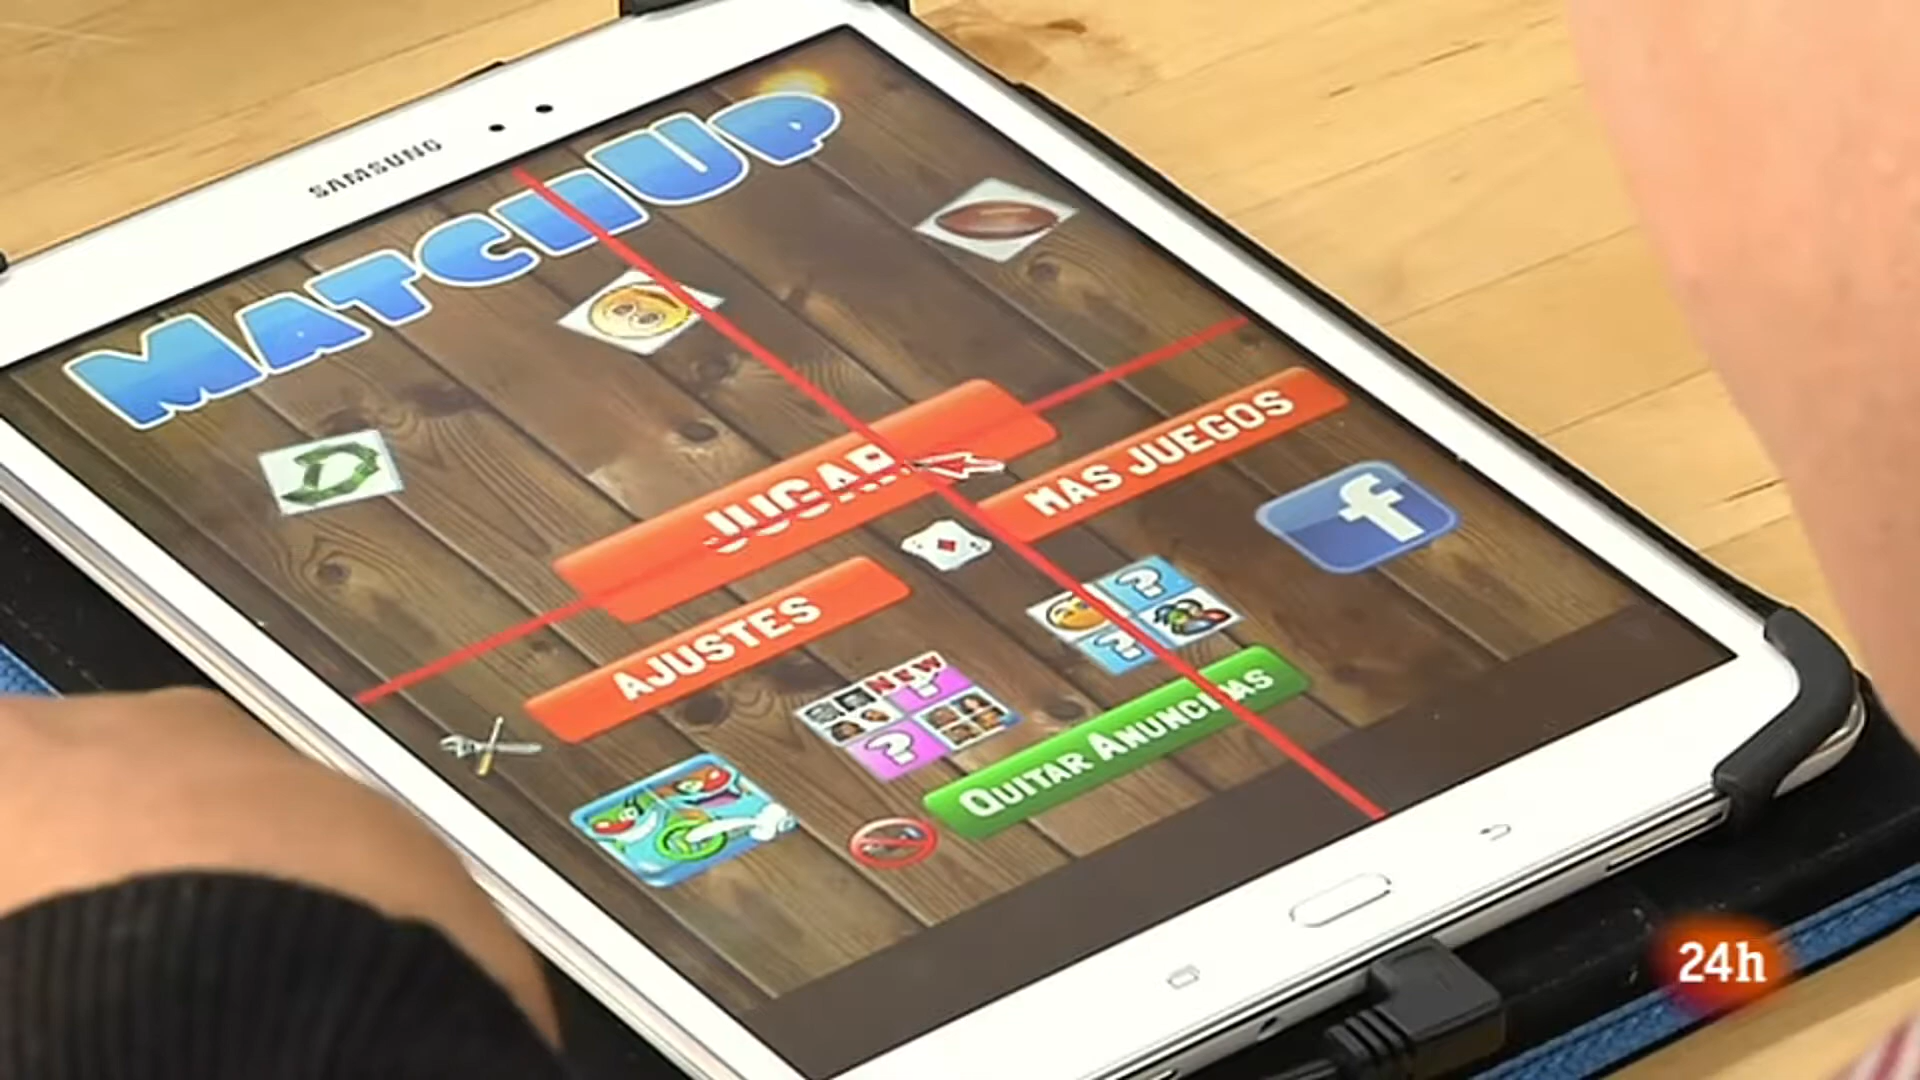 SAMSUNG
MATCHUP
JUGAR
MAS JUEGOS
AJUSTES
f
?
?
NEW
?
QUITAR ANUNCIOS
24h